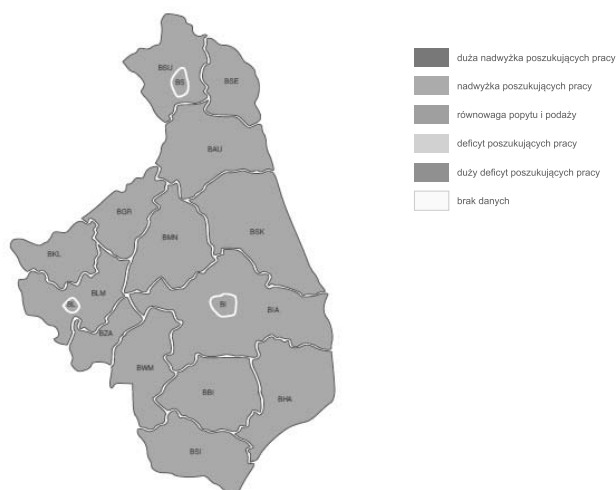 BSU
BS
BSE
BAU
BGR
BMN
BSK
BKL
BLM
BL
BI
BIA
BZA
BWM
BBI
BHA
BSI
duża nadwyżka poszukujących pracy
nadwyżka poszukujących pracy
równowaga popytu i podaży
deficyt poszukujących pracy
duży deficyt poszukujących pracy
brak danych